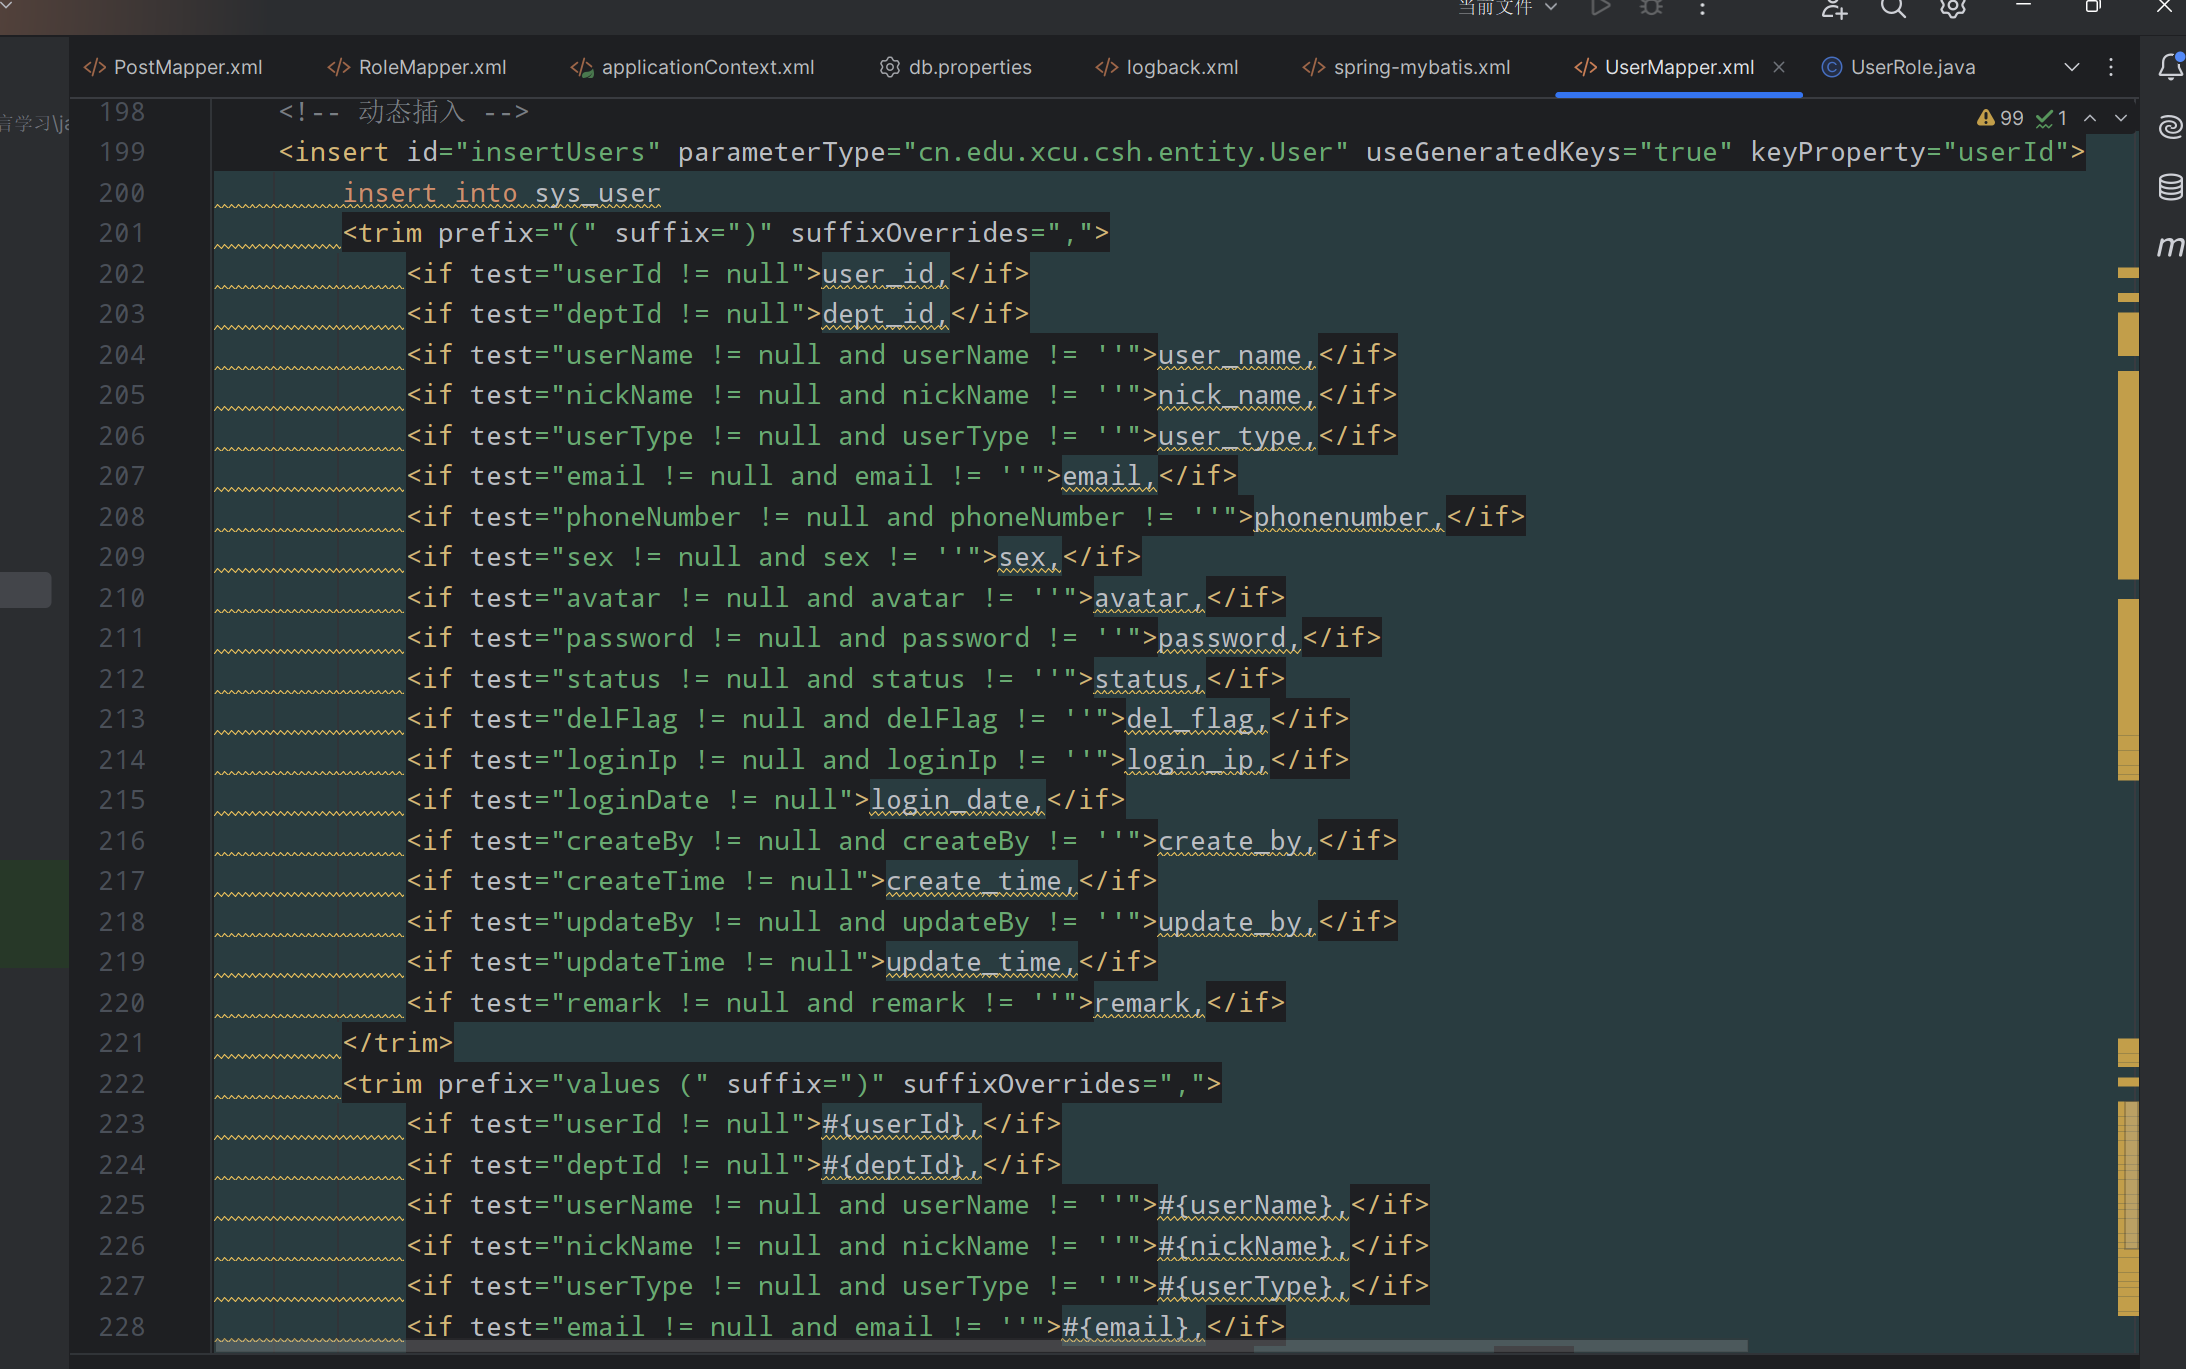 当前文件
PostMapper.xml RoleMapper.xml applicationContext.xml db.properties logback.xml spring-mybatis.xml UserMapper.xml UserRole.java
言学习\ja
99 1
198 <!-- 动态插入 -->
199 <insert id="insertUsers" parameterType="cn.edu.xcu.csh.entity.User" useGeneratedKeys="true" keyProperty="userId">
200 insert into sys_user
201 <trim prefix="(" suffix=")" suffixOverrides=",">
202 <if test="userId != null">user_id,</if>
203 <if test="deptId != null">dept_id,</if>
204 <if test="userName != null and userName != ''">user_name,</if>
205 <if test="nickName != null and nickName != ''">nick_name,</if>
206 <if test="userType != null and userType != ''">user_type,</if>
207 <if test="email != null and email != ''">email,</if>
208 <if test="phoneNumber != null and phoneNumber != ''">phonenumber,</if>
209 <if test="sex != null and sex != ''">sex,</if>
210 <if test="avatar != null and avatar != ''">avatar,</if>
211 <if test="password != null and password != ''">password,</if>
212 <if test="status != null and status != ''">status,</if>
213 <if test="delFlag != null and delFlag != ''">del_flag,</if>
214 <if test="loginIp != null and loginIp != ''">login_ip,</if>
215 <if test="loginDate != null">login_date,</if>
216 <if test="createBy != null and createBy != ''">create_by,</if>
217 <if test="createTime != null">create_time,</if>
218 <if test="updateBy != null and updateBy != ''">update_by,</if>
219 <if test="updateTime != null">update_time,</if>
220 <if test="remark != null and remark != ''">remark,</if>
221 </trim>
222 <trim prefix="values (" suffix=")" suffixOverrides=",">
223 <if test="userId != null">#{userId},</if>
224 <if test="deptId != null">#{deptId},</if>
225 <if test="userName != null and userName != ''">#{userName},</if>
226 <if test="nickName != null and nickName != ''">#{nickName},</if>
227 <if test="userType != null and userType != ''">#{userType},</if>
228 <if test="email != null and email != ''">#{email},</if>